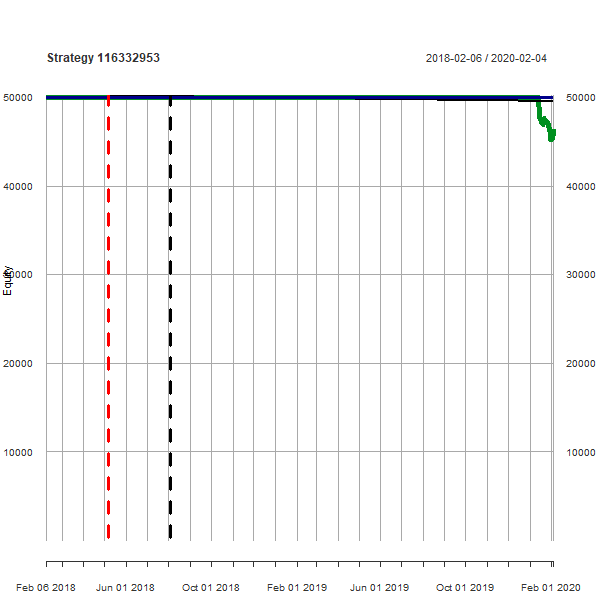 Strategy 116332953
2018-02-06 / 2020-02-04
50000
50000
40000
40000
30000
30000
Equity
20000
20000
10000
10000
Feb 06 2018
Jun 01 2018
Oct 01 2018
Feb 01 2019
Jun 01 2019
Oct 01 2019
Feb 01 2020